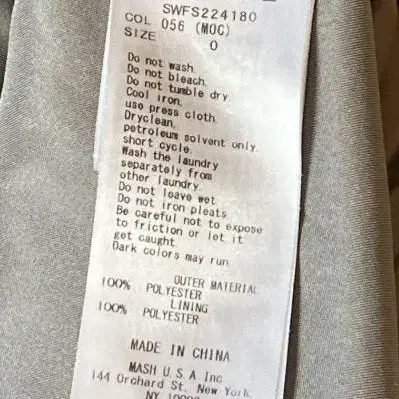 SWFS224180
COL 056 (MOC)
SIZE
0
Do not wash.
Do not bleach.
Do not tumble dry.
Cool iron,
use press cloth.
Dryclean,
petroleum solvent only.
short cycle.
Wash the laundry
separately from
other laundry.
Do not leave wet
Do not iron pleats
Be careful not to expose
to friction or let it
get caught.
Dark colors may run.
OUTER MATERIAL
100% POLYESTER
LINING
100% POLYESTER
MADE IN CHINA
MASH U.S.A Inc.
144 Orchard St. New York,
NY